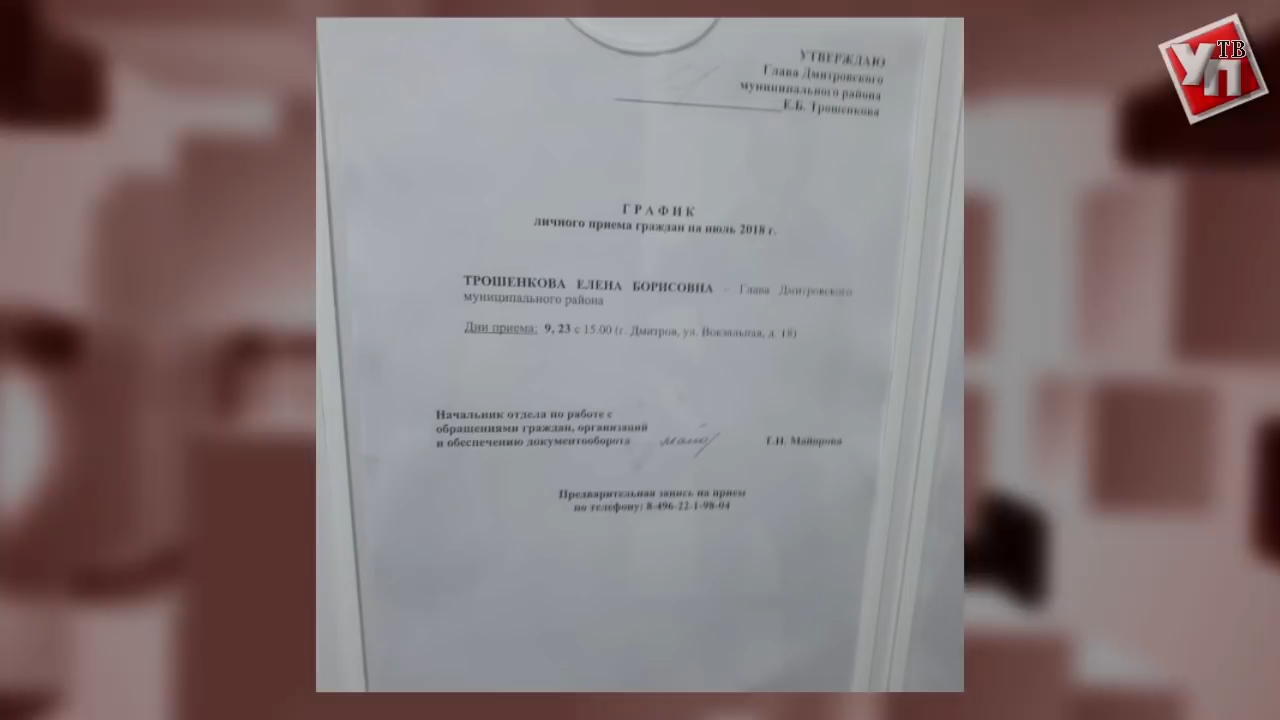 УП ТВ
УТВЕРЖДАЮ
Глава Дмитровского
муниципального района
Е.Б. Трошенкова
Г Р А Ф И К
личного приема граждан на июль 2018 г.
ТРОШЕНКОВА ЕЛЕНА БОРИСОВНА – Глава Дмитровского
муниципального района
Дни приема: 9, 23 с 15.00 (г. Дмитров, ул. Вокзальная, д. 18)
Начальник отдела по работе с
обращениями граждан, организаций
и обеспечению документооборота Т.Н. Майорова
Предварительная запись на прием
по телефону: 8-496-22-1-98-04